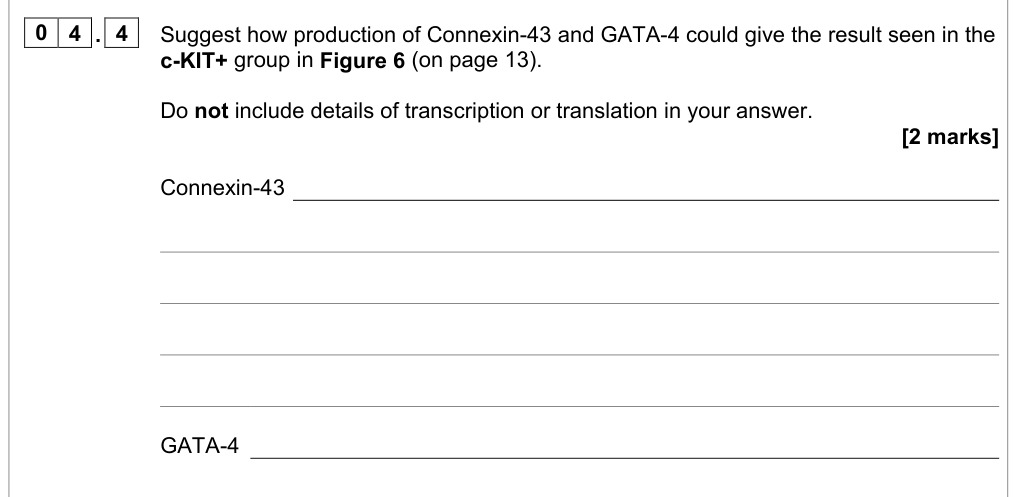 0 4 . 4 Suggest how production of Connexin-43 and GATA-4 could give the result seen in the
c-KIT+ group in Figure 6 (on page 13).
Do not include details of transcription or translation in your answer.
[2 marks]
Connexin-43
GATA-4